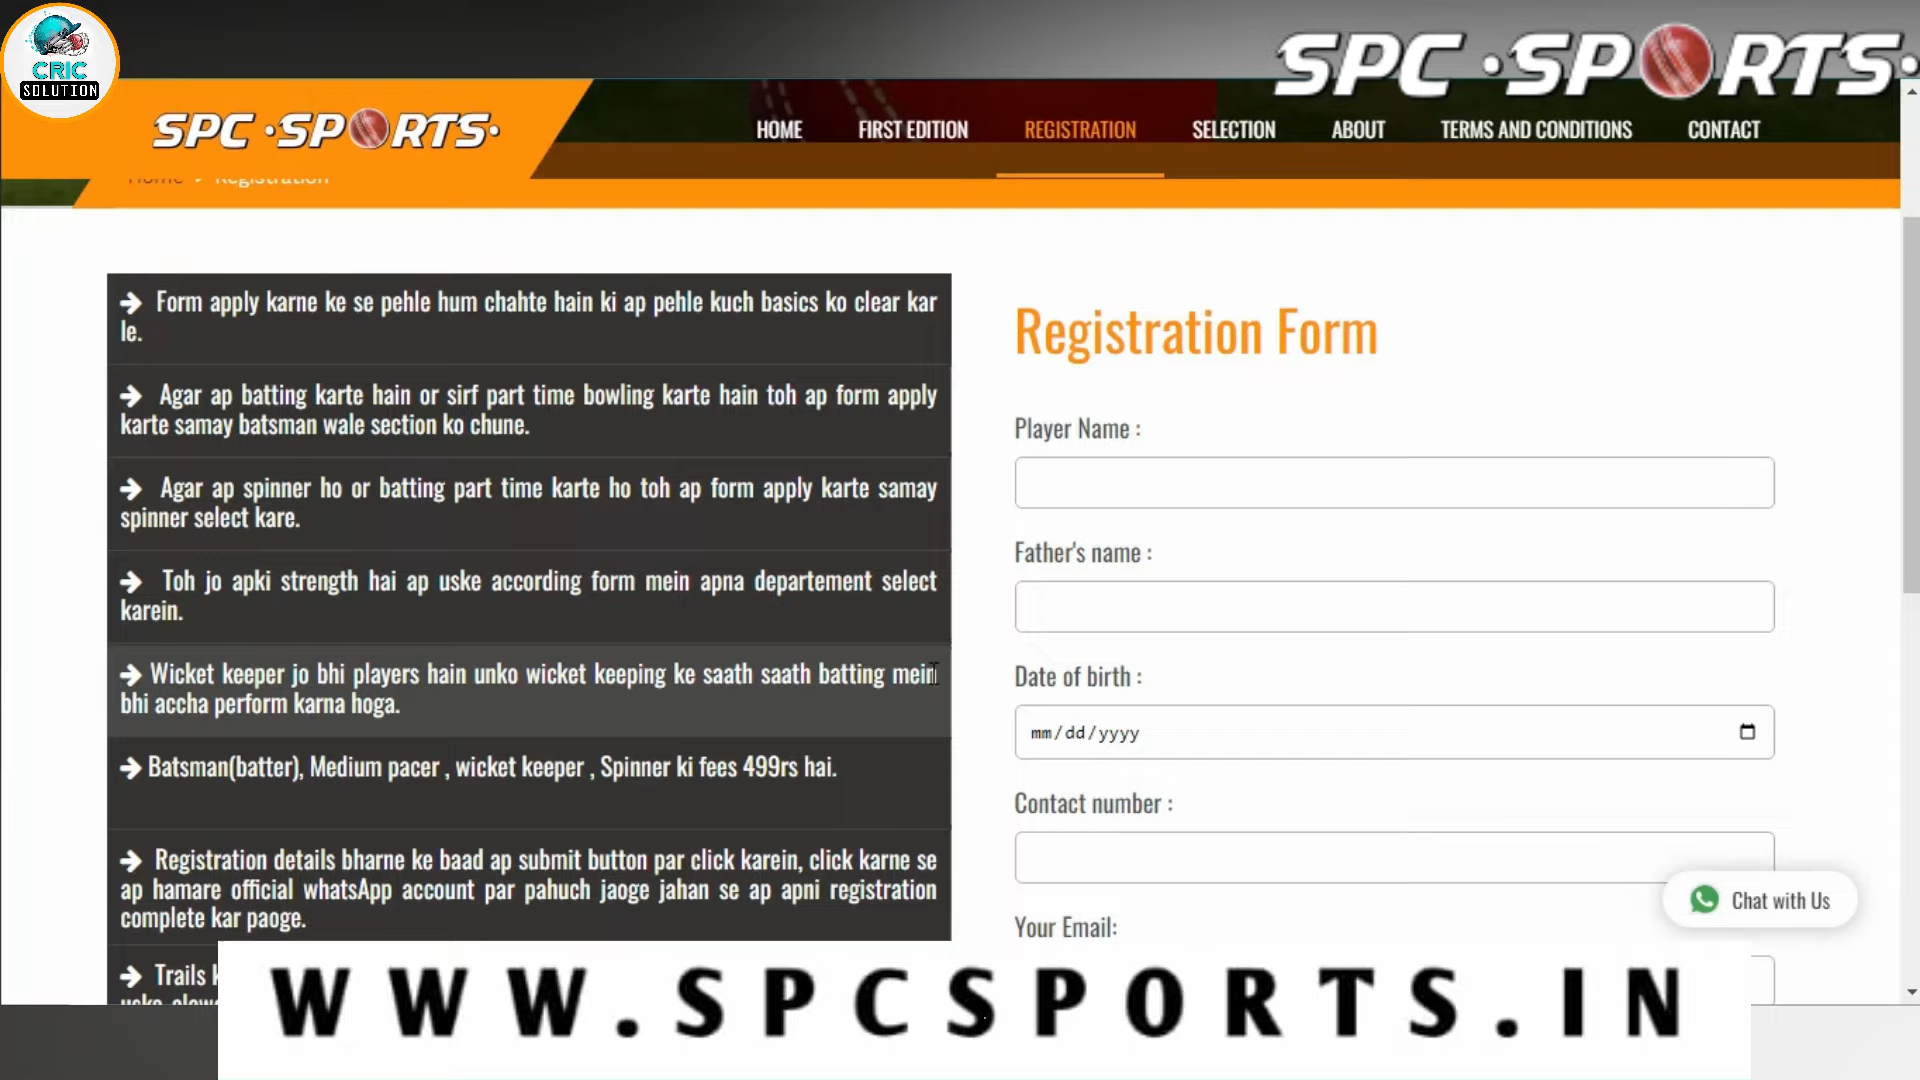 CRIC
SOLUTION
SPC ·SPORTS·
SPC ·SPORTS·
HOME
FIRST EDITION
REGISTRATION
SELECTION
ABOUT
TERMS AND CONDITIONS
CONTACT
Home > Registration
→ Form apply karne ke se pehle hum chahte hain ki ap pehle kuch basics ko clear kar
le.
→ Agar ap batting karte hain or sirf part time bowling karte hain toh ap form apply
karte samay batsman wale section ko chune.
→ Agar ap spinner ho or batting part time karte ho toh ap form apply karte samay
spinner select kare.
→ Toh jo apki strength hai ap uske according form mein apna departement select
karein.
→ Wicket keeper jo bhi players hain unko wicket keeping ke saath saath batting mein
bhi accha perform karna hoga.
→ Batsman(batter), Medium pacer , wicket keeper , Spinner ki fees 499rs hai.
→ Registration details bharne ke baad ap submit button par click karein, click karne se
ap hamare official whatsApp account par pahuch jaoge jahan se ap apni registration
complete kar paoge.
→ Trails
Registration Form
Player Name :
Father's name :
Date of birth :
mm/dd/yyyy
Contact number :
Your Email:
Chat with Us
WWW.SPCSPORTS.IN